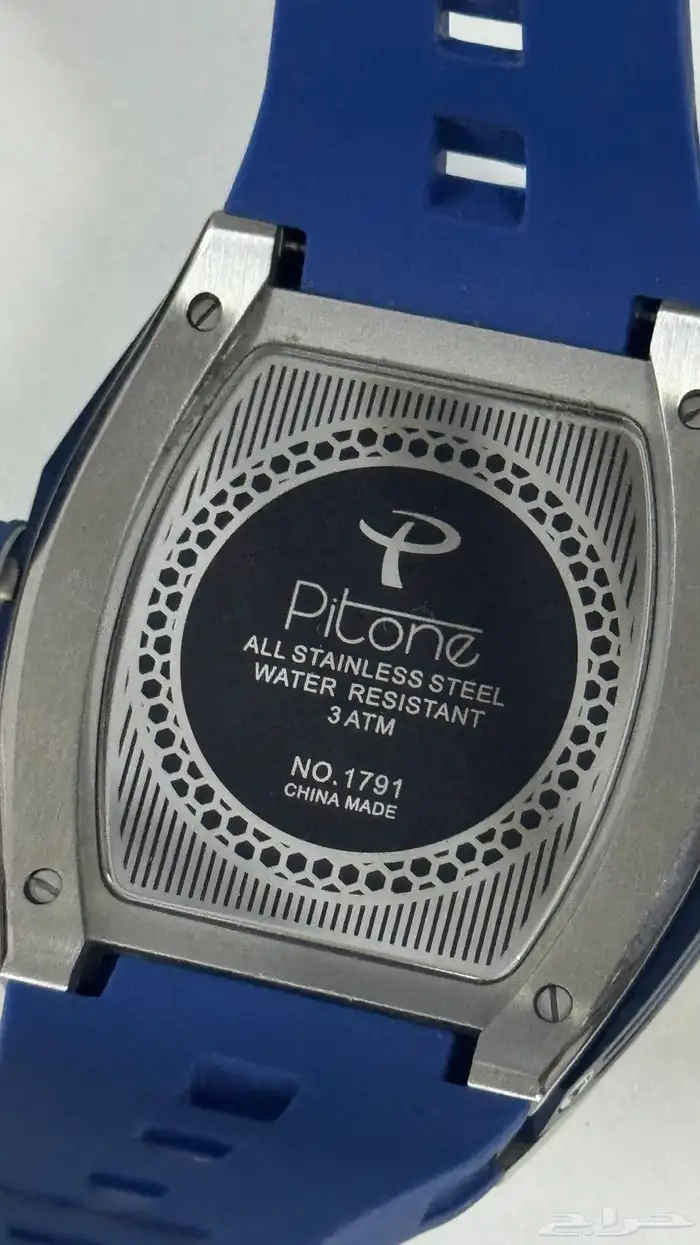 Pitone
ALL STAINLESS STEEL
WATER RESISTANT
3 ATM
NO.1791
CHINA MADE
حراج